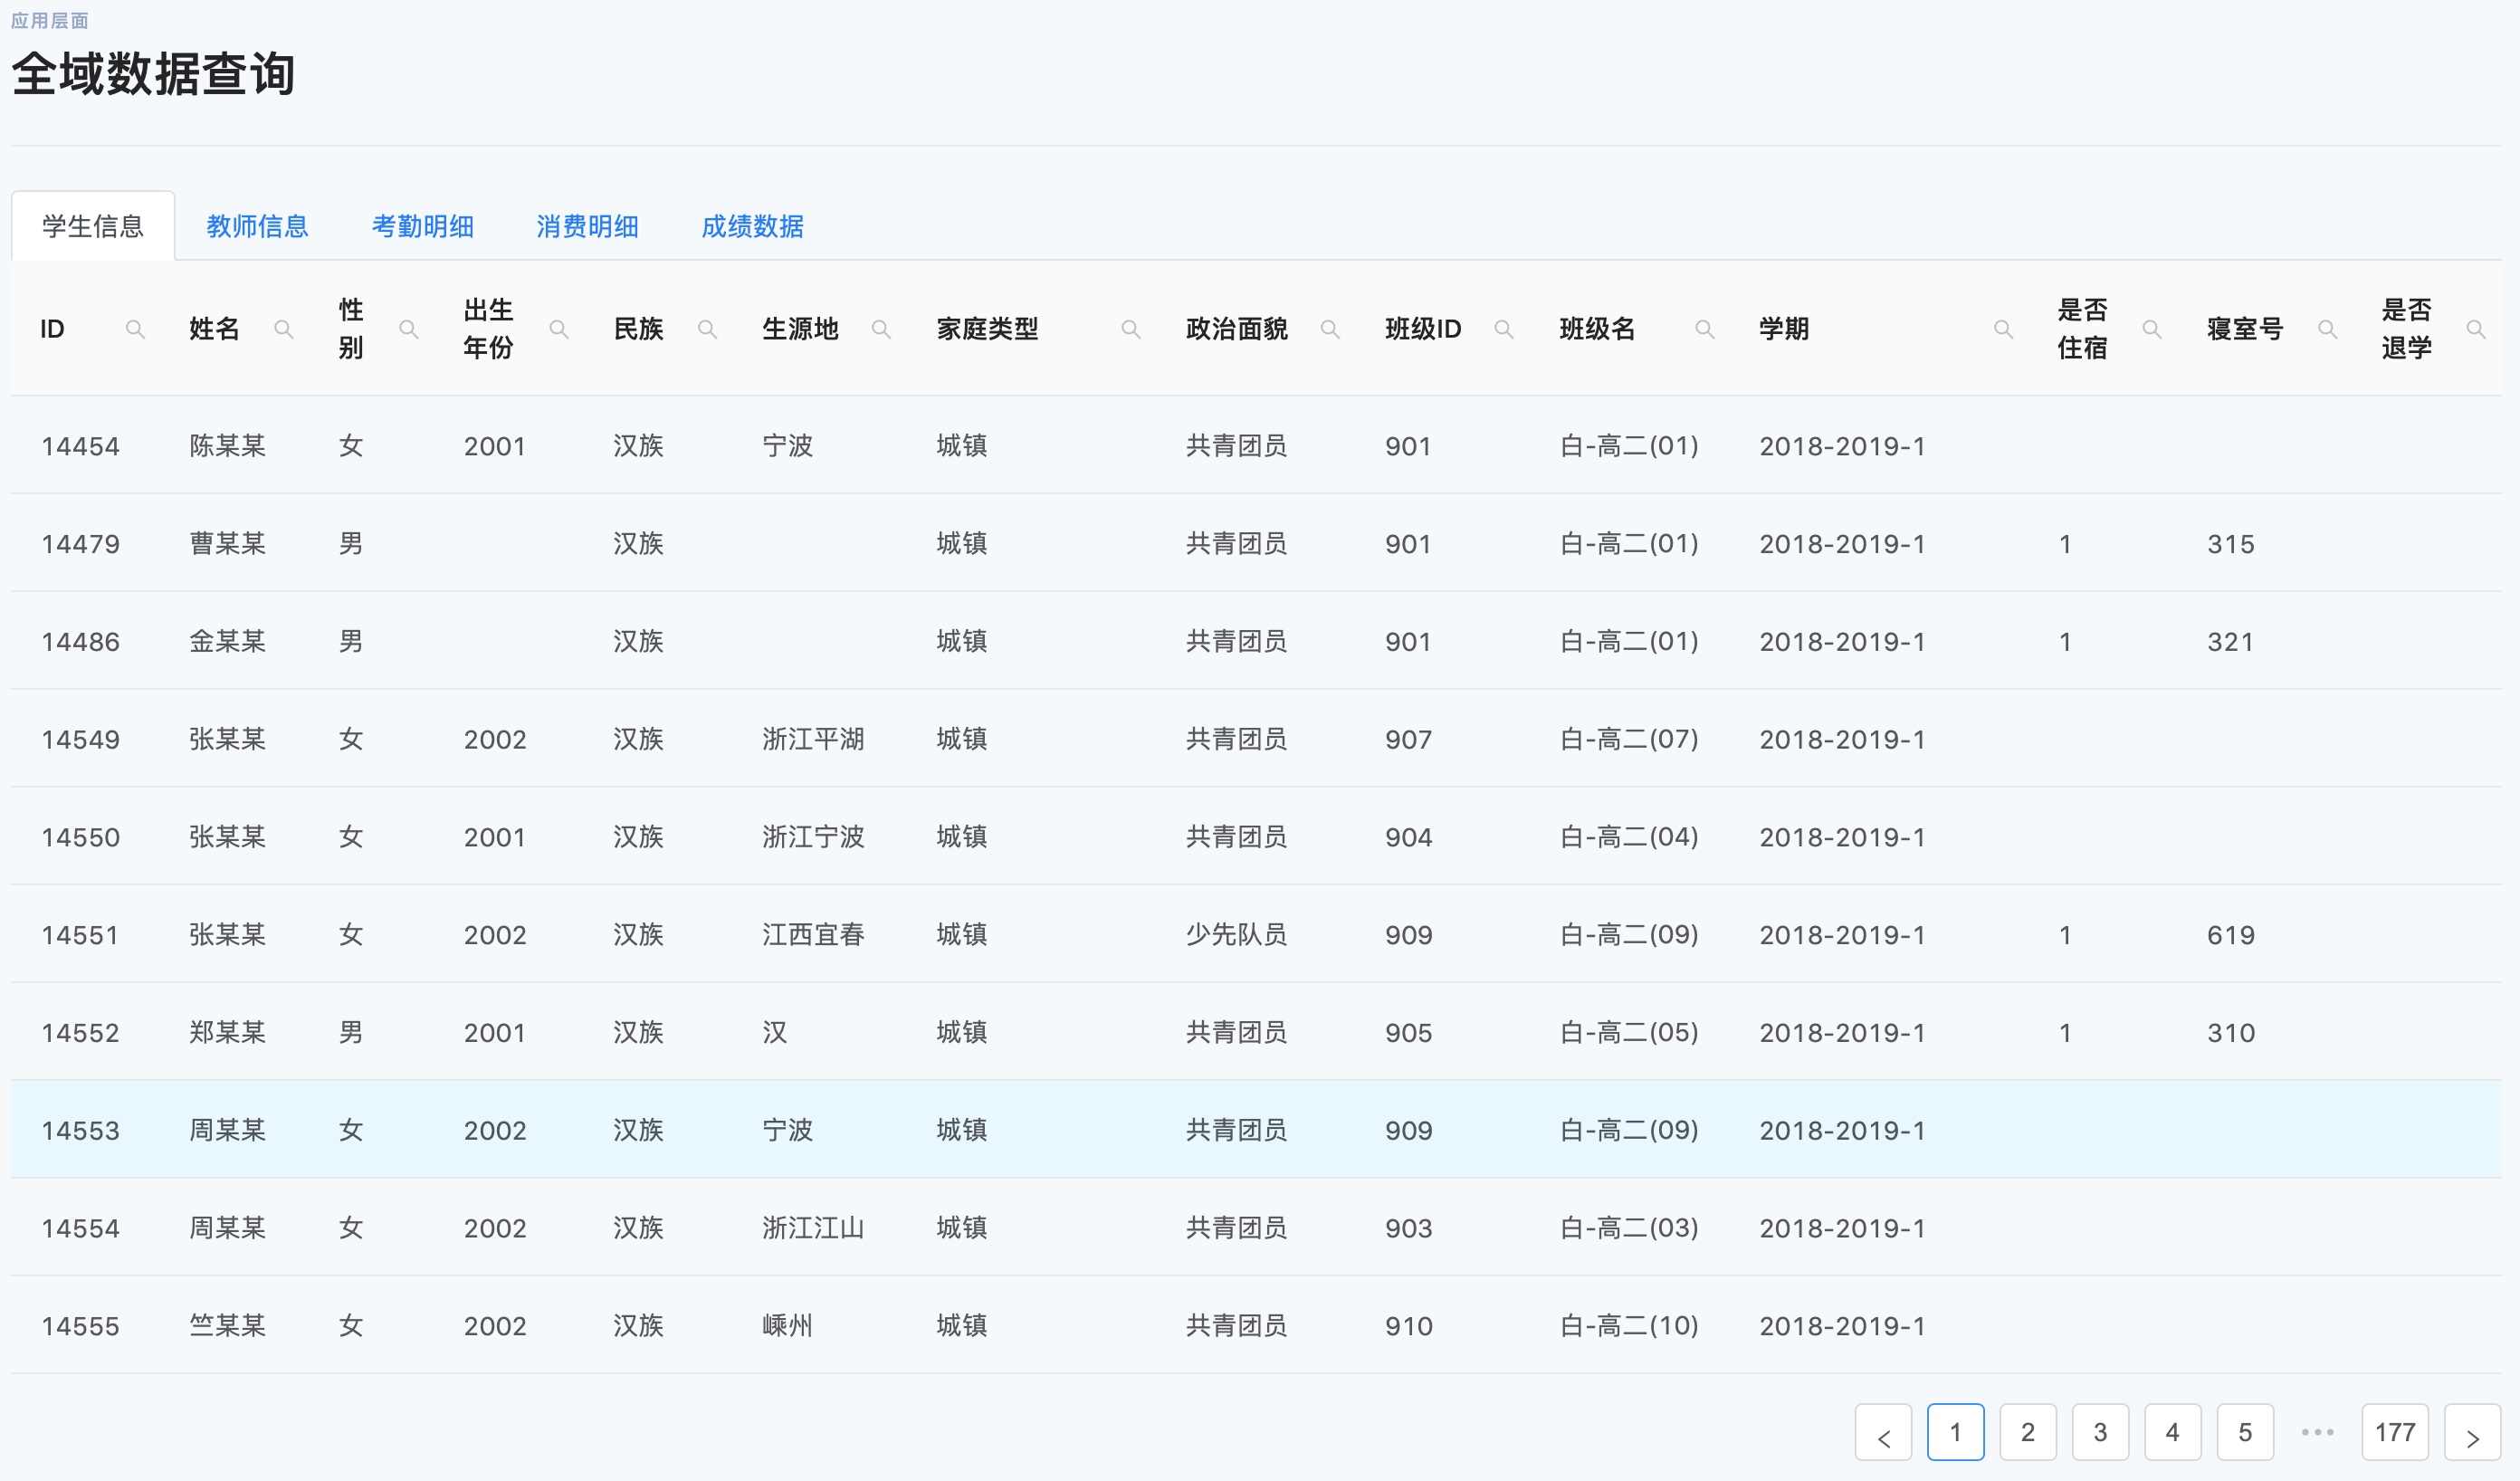 应用层面
全域数据查询
学生信息 教师信息 考勤明细 消费明细 成绩数据
ID 姓名 性别 出生年份 民族 生源地 家庭类型 政治面貌 班级ID 班级名 学期 是否住宿 寝室号 是否退学
14454 陈某某 女 2001 汉族 宁波 城镇 共青团员 901 白-高二(01) 2018-2019-1
14479 曹某某 男 汉族 城镇 共青团员 901 白-高二(01) 2018-2019-1 1 315
14486 金某某 男 汉族 城镇 共青团员 901 白-高二(01) 2018-2019-1 1 321
14549 张某某 女 2002 汉族 浙江平湖 城镇 共青团员 907 白-高二(07) 2018-2019-1
14550 张某某 女 2001 汉族 浙江宁波 城镇 共青团员 904 白-高二(04) 2018-2019-1
14551 张某某 女 2002 汉族 江西宜春 城镇 少先队员 909 白-高二(09) 2018-2019-1 1 619
14552 郑某某 男 2001 汉族 汉 城镇 共青团员 905 白-高二(05) 2018-2019-1 1 310
14553 周某某 女 2002 汉族 宁波 城镇 共青团员 909 白-高二(09) 2018-2019-1
14554 周某某 女 2002 汉族 浙江江山 城镇 共青团员 903 白-高二(03) 2018-2019-1
14555 竺某某 女 2002 汉族 嵊州 城镇 共青团员 910 白-高二(10) 2018-2019-1
< 1 2 3 4 5 ••• 177 >